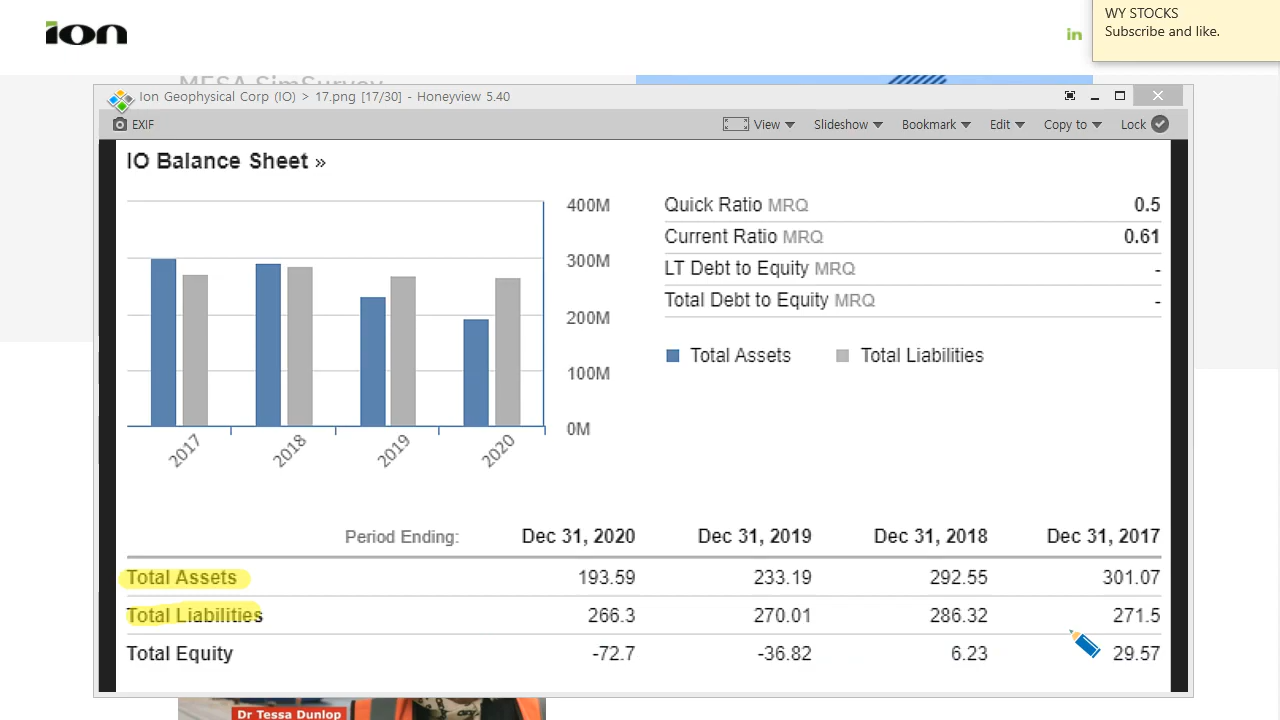 ion
in
WY STOCKS
Subscribe and like.
MESA SimSurvey
Ion Geophysical Corp (IO) > 17.png [17/30] - Honeyview 5.40
EXIF
View
Slideshow
Bookmark
Edit
Copy to
Lock
IO Balance Sheet »
400M
300M
200M
100M
0M
2017
2018
2019
2020
Quick Ratio MRQ 0.5
Current Ratio MRQ 0.61
LT Debt to Equity MRQ -
Total Debt to Equity MRQ -
Total Assets
Total Liabilities
Period Ending: Dec 31, 2020 Dec 31, 2019 Dec 31, 2018 Dec 31, 2017
Total Assets 193.59 233.19 292.55 301.07
Total Liabilities 266.3 270.01 286.32 271.5
Total Equity -72.7 -36.82 6.23 29.57
Dr Tessa Dunlop